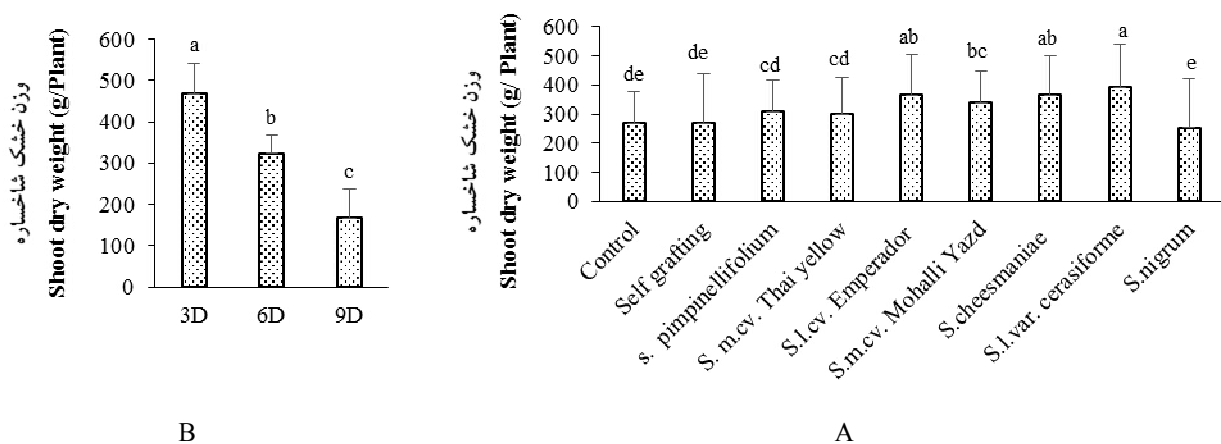 وزن خشک شاخساره
Shoot dry weight (g/Plant)
600
500
400
300
200
100
0
a
b
c
3D
6D
9D
B
وزن خشک شاخساره
Shoot dry weight (g/ Plant)
600
500
400
300
200
100
0
de
de
cd
cd
ab
bc
ab
a
e
Control
Self grafting
s. pimpinellifolium
S. m.cv. Thai yellow
S.l.cv. Emperador
S.m.cv. Mohalli Yazd
S.cheesmaniae
S.l.var. cerasiforme
S.nigrum
A